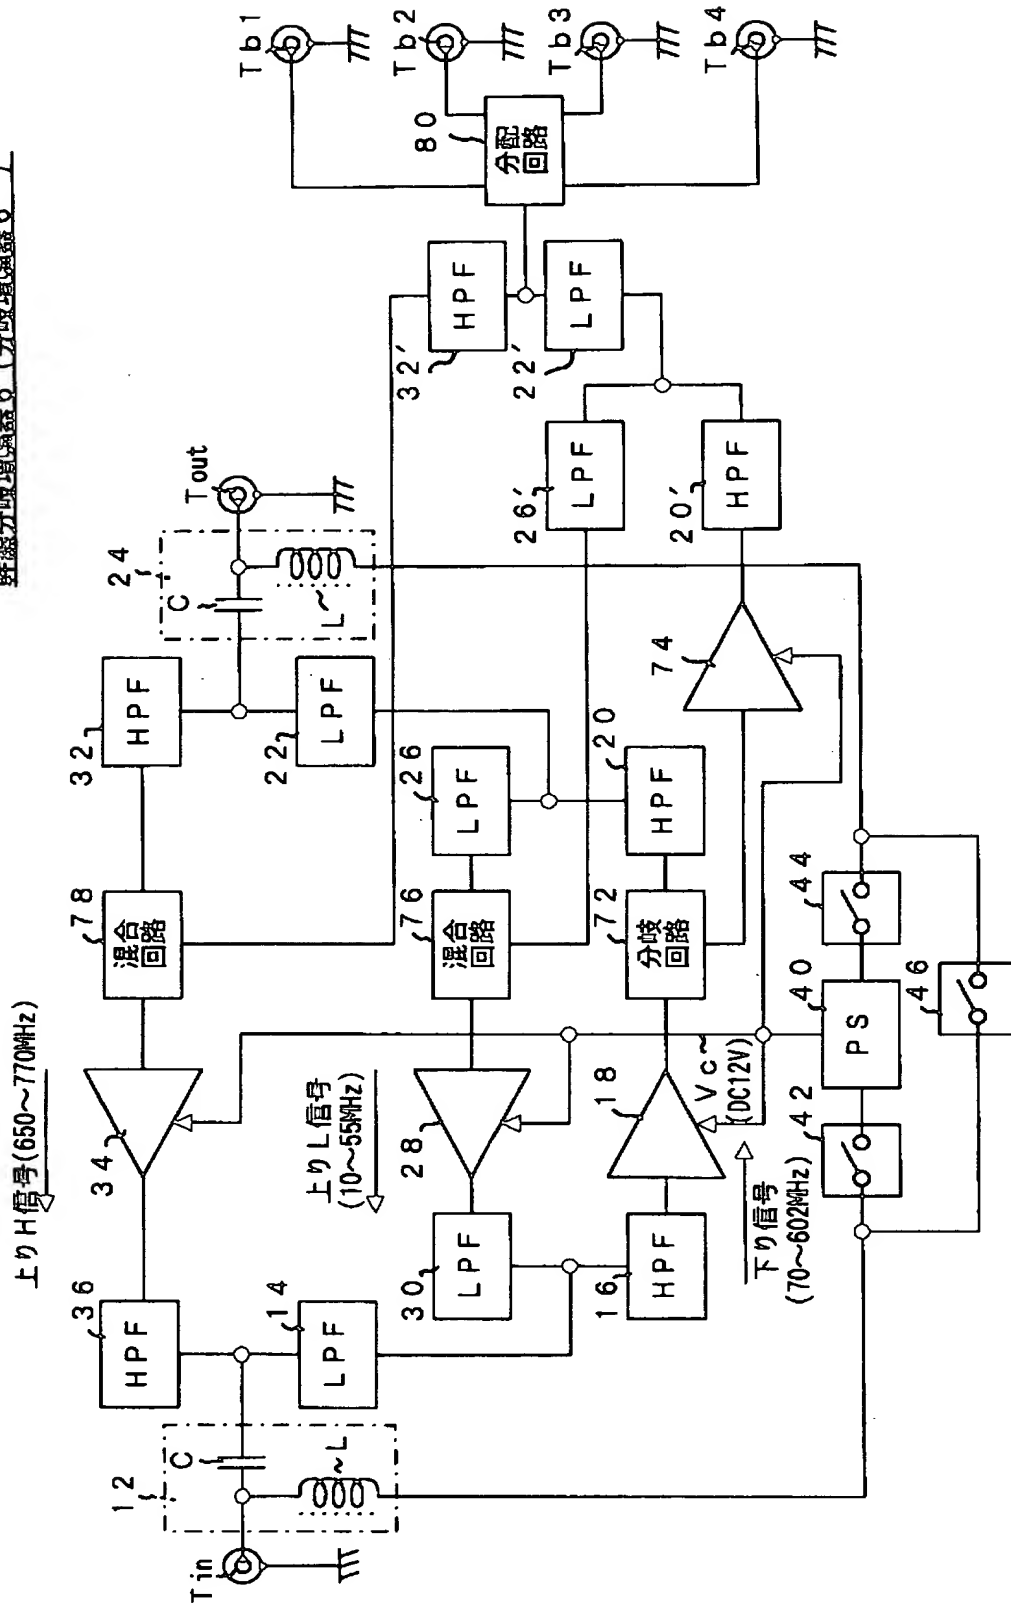 Tb1
Tb2
Tb3
Tb4
80
分配
回路
HPF
32'
LPF
22'
LPF
26'
HPF
20'
Tout
24
C
L
HPF
32
LPF
22
LPF
26
HPF
20
74
混合
回路
78
混合
回路
76
分岐
回路
72
44
PS
40
46
42
Vc
(DC12V)
上りH信号(650〜770MHz)
34
上りL信号
(10〜55MHz)
28
18
下り信号
(70〜602MHz)
HPF
36
LPF
14
LPF
30
HPF
16
12
C
L
Tin